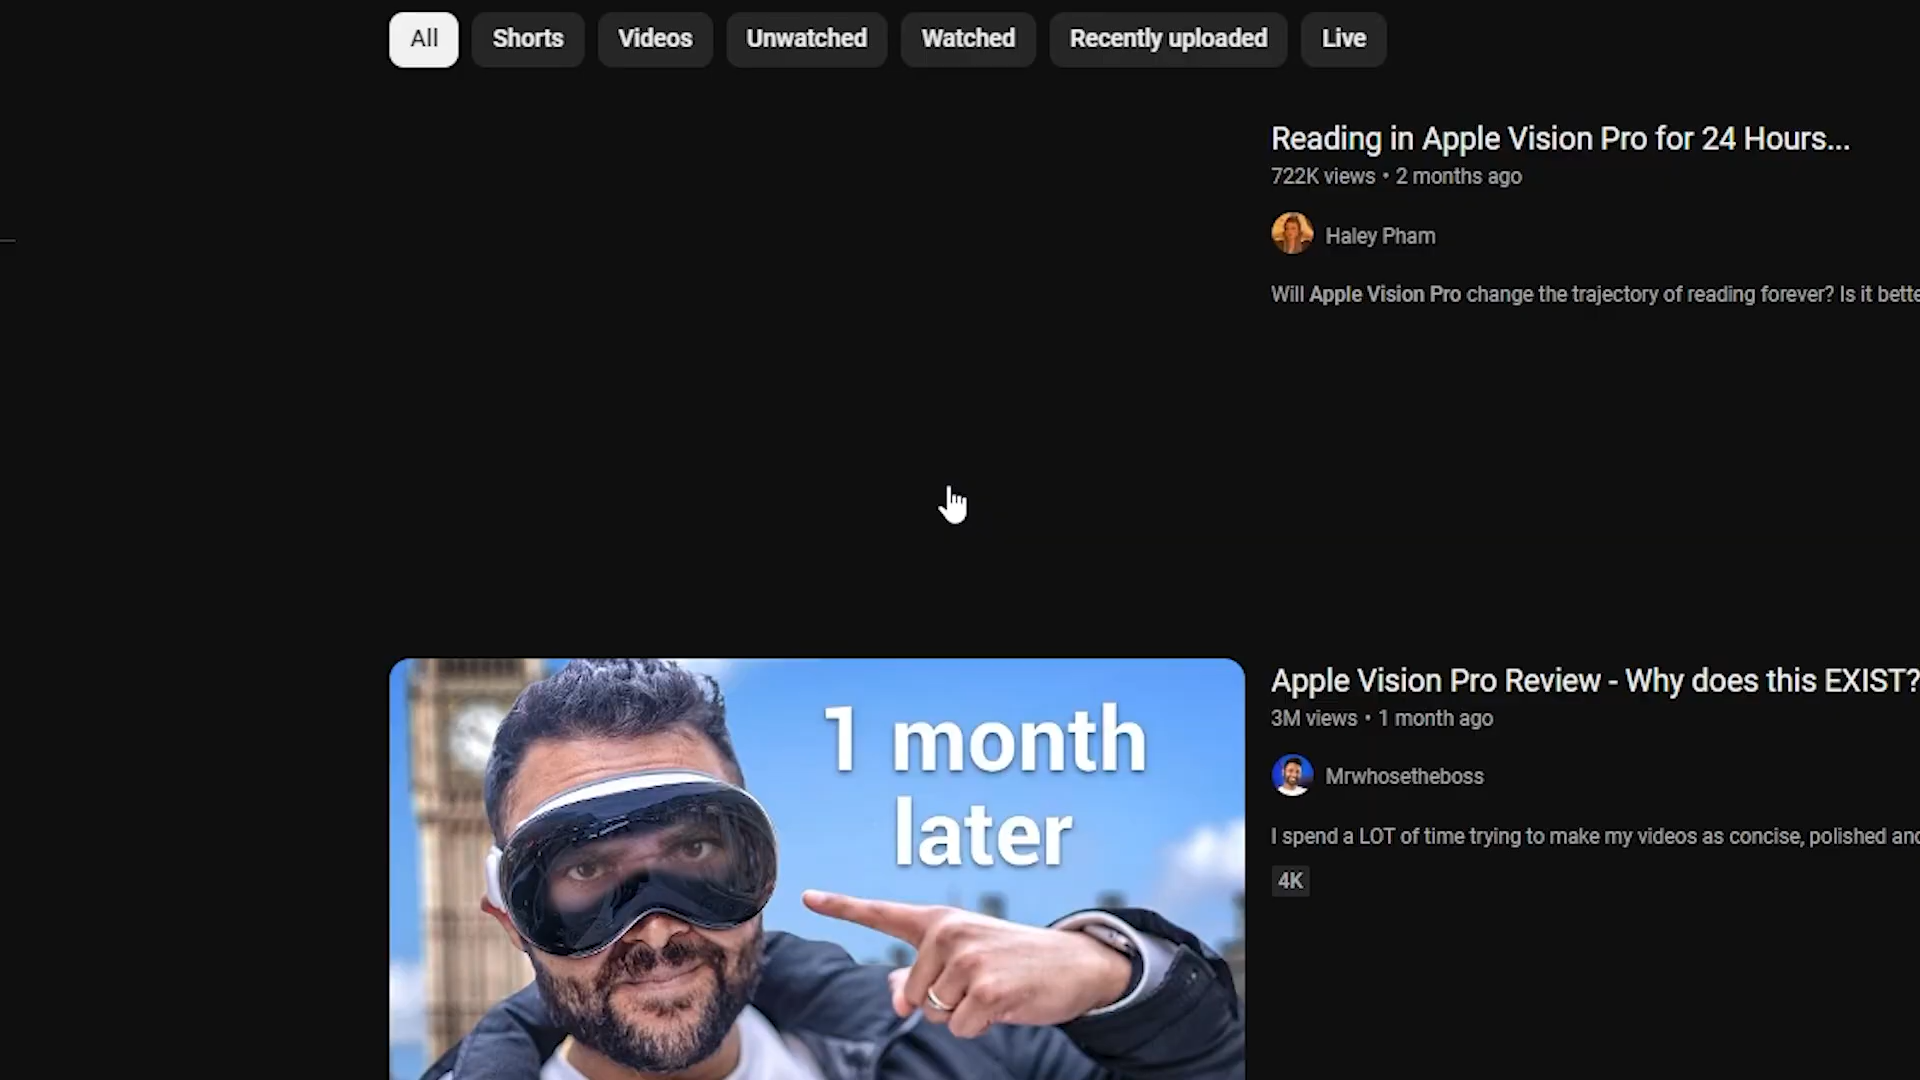 All
Shorts
Videos
Unwatched
Watched
Recently uploaded
Live
Reading in Apple Vision Pro for 24 Hours...
722K views • 2 months ago
Haley Pham
Will Apple Vision Pro change the trajectory of reading forever? Is it bette
1 month
later
Apple Vision Pro Review - Why does this EXIST?
3M views • 1 month ago
Mrwhosetheboss
I spend a LOT of time trying to make my videos as concise, polished and
4K